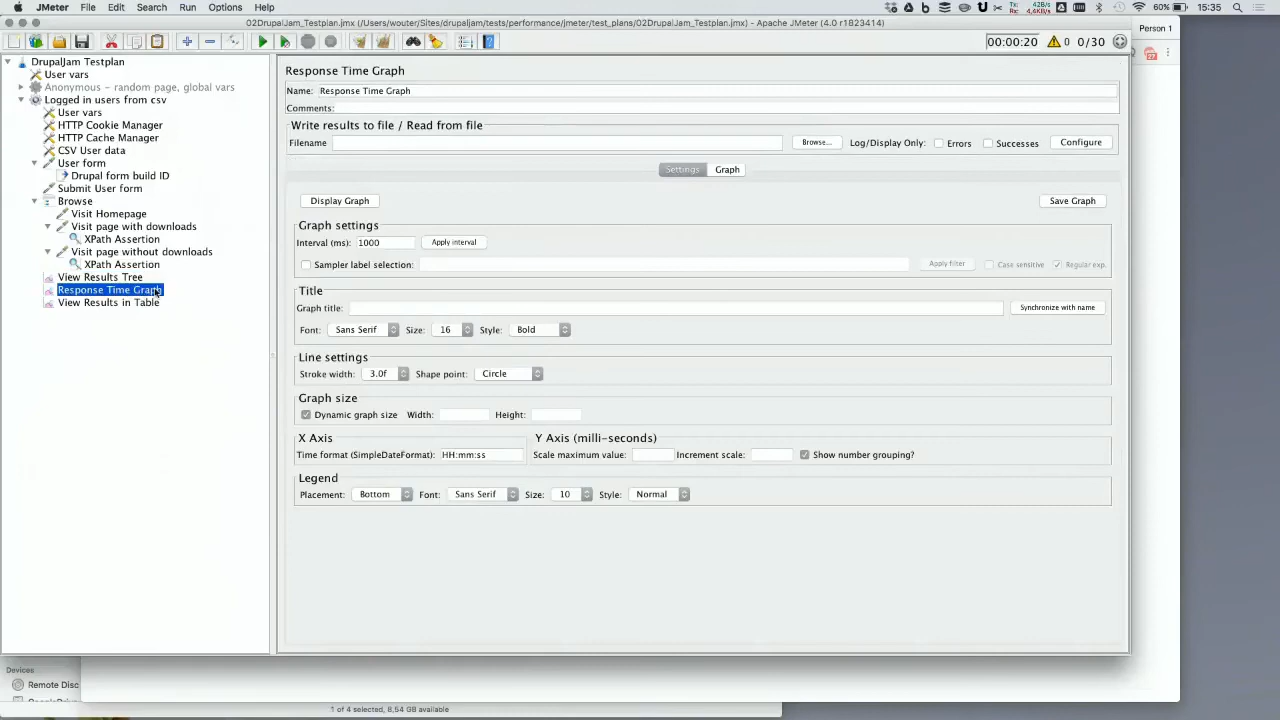 JMeter File Edit Search Run Options Help
60% 15:35
02DrupalJam_Testplan.jmx (/Users/wouter/Sites/drupaljam/tests/performance/jmeter/test_plans/02DrupalJam_Testplan.jmx) - Apache JMeter (4.0 r1823414)
Person 1
00:00:20 0 0/30
DrupalJam Testplan
User vars
Anonymous - random page, global vars
Logged in users from csv
User vars
HTTP Cookie Manager
HTTP Cache Manager
CSV User data
User form
Drupal form build ID
Submit User form
Browse
Visit Homepage
Visit page with downloads
XPath Assertion
Visit page without downloads
XPath Assertion
View Results Tree
Response Time Graph
View Results in Table
Response Time Graph
Name: Response Time Graph
Comments:
Write results to file / Read from file
Filename Browse... Log/Display Only: Errors Successes Configure
Settings Graph
Display Graph Save Graph
Graph settings
Interval (ms): 1000 Apply interval
Sampler label selection: Apply filter Case sensitive Regular exp.
Title
Graph title: Synchronize with name
Font: Sans Serif Size: 16 Style: Bold
Line settings
Stroke width: 3.0f Shape point: Circle
Graph size
Dynamic graph size Width: Height:
X Axis Y Axis (milli-seconds)
Time format (SimpleDateFormat): HH:mm:ss Scale maximum value: Increment scale: Show number grouping?
Legend
Placement: Bottom Font: Sans Serif Size: 10 Style: Normal
Devices
Remote Disc
1 of 4 selected, 8,54 GB available